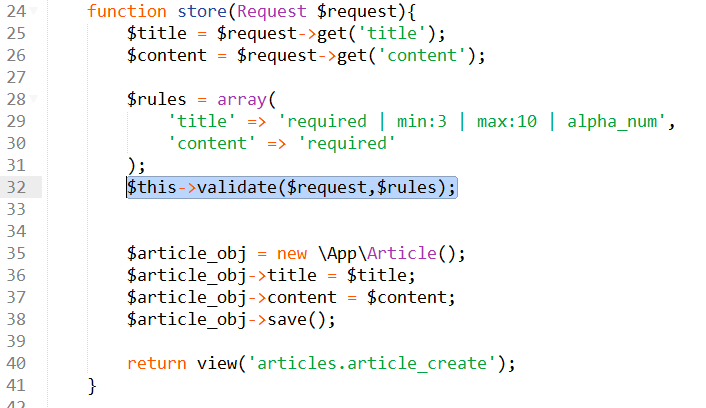 24 function store(Request $request){
25 $title = $request->get('title');
26 $content = $request->get('content');
27
28 $rules = array(
29 'title' => 'required | min:3 | max:10 | alpha_num',
30 'content' => 'required'
31 );
32 $this->validate($request,$rules);
33
34
35 $article_obj = new \App\Article();
36 $article_obj->title = $title;
37 $article_obj->content = $content;
38 $article_obj->save();
39
40 return view('articles.article_create');
41 }
42